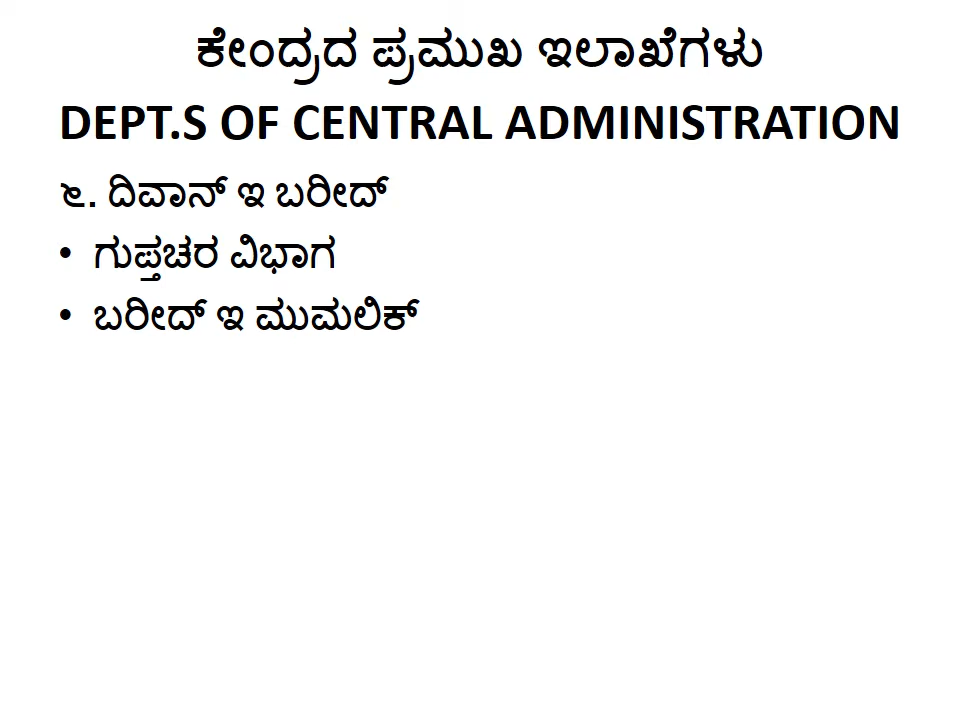 ಕೇಂದ್ರದ ಪ್ರಮುಖ ಇಲಾಖೆಗಳು
DEPT.S OF CENTRAL ADMINISTRATION
೬. ದಿವಾನ್ ಇ ಬರೀದ್
• ಗುಪ್ತಚರ ವಿಭಾಗ
• ಬರೀದ್ ಇ ಮುಮಲಿಕ್